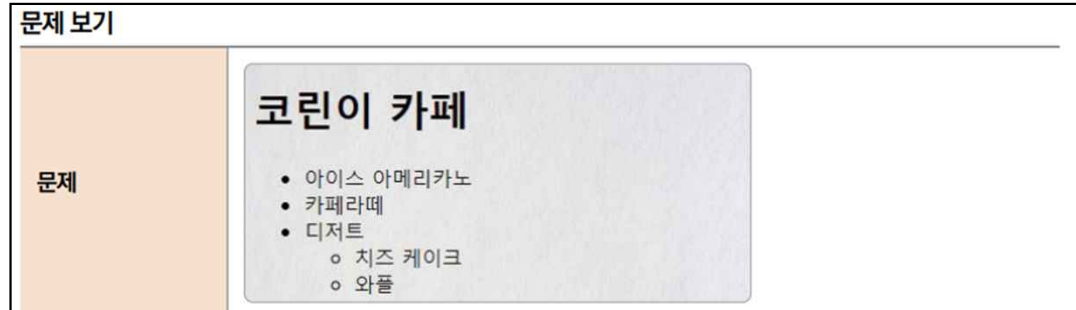 문제 보기
문제
코린이 카페
• 아이스 아메리카노
• 카페라떼
• 디저트
○ 치즈 케이크
○ 와플